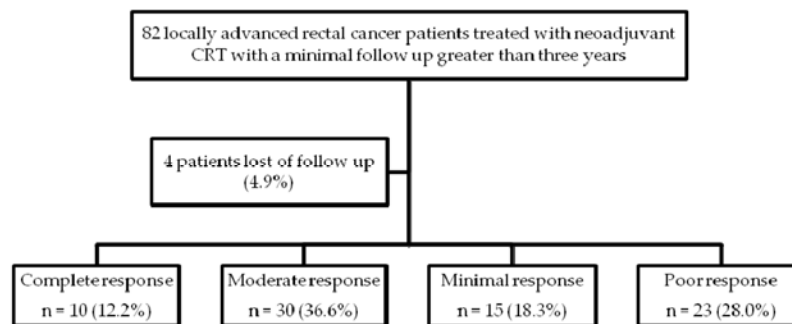 82 locally advanced rectal cancer patients treated with neoadjuvant
CRT with a minimal follow up greater than three years
4 patients lost of follow up
(4.9%)
Complete response
n = 10 (12.2%)
Moderate response
n = 30 (36.6%)
Minimal response
n = 15 (18.3%)
Poor response
n = 23 (28.0%)